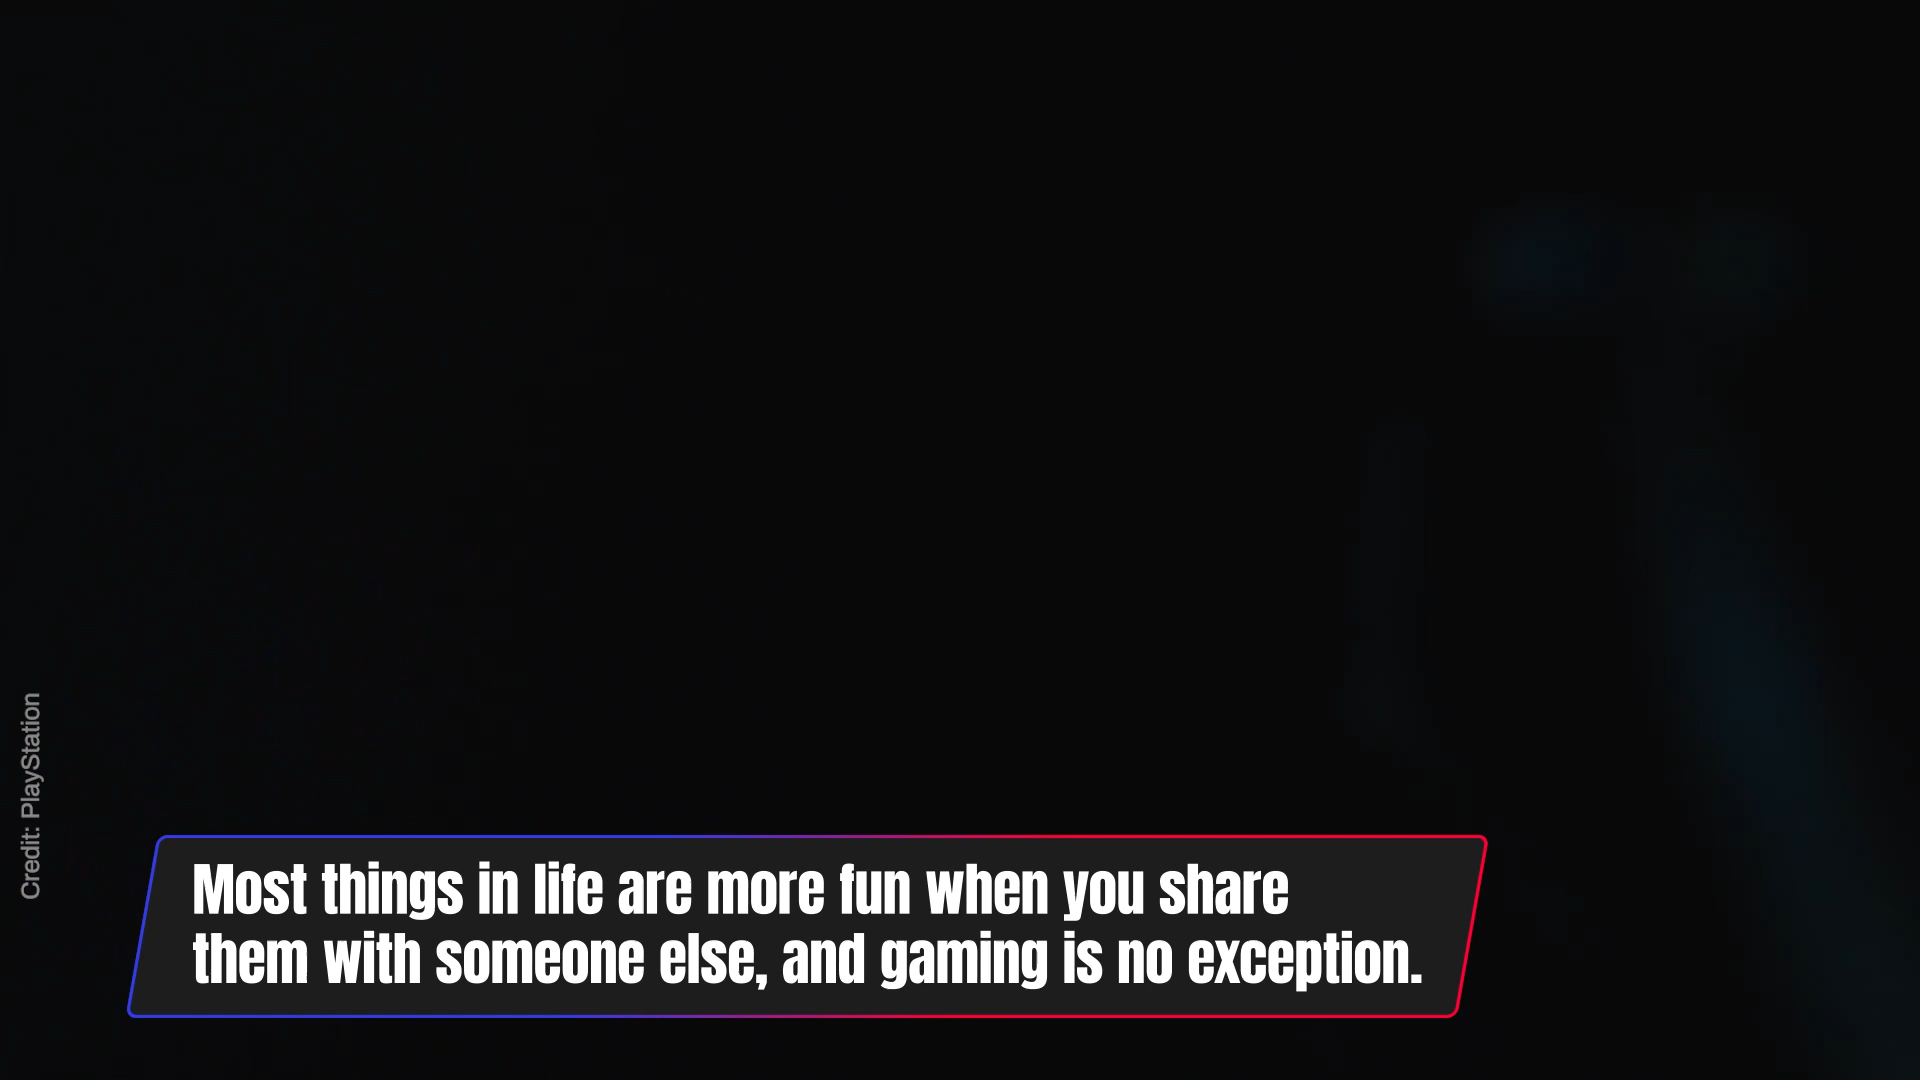 Most things in life are more fun when you share
them with someone else, and gaming is no exception.
Credit: PlayStation